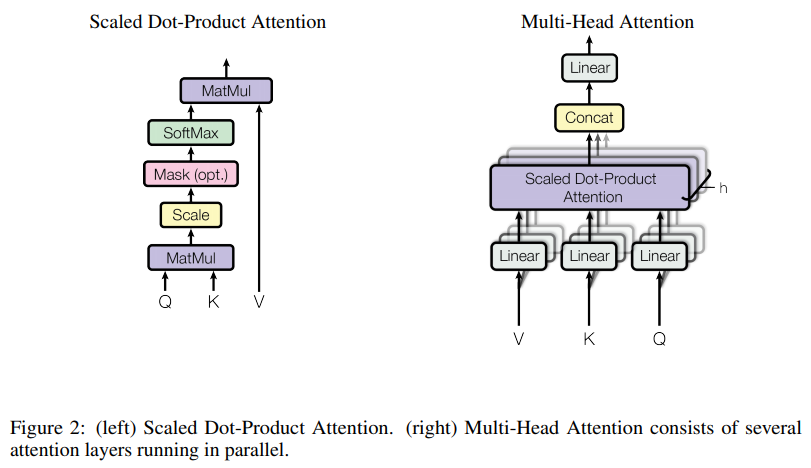 Scaled Dot-Product Attention
MatMul
SoftMax
Mask (opt.)
Scale
MatMul
Q K V
Multi-Head Attention
Linear
Concat
Scaled Dot-Product
Attention
h
Linear Linear Linear
V K Q
Figure 2: (left) Scaled Dot-Product Attention. (right) Multi-Head Attention consists of several
attention layers running in parallel.